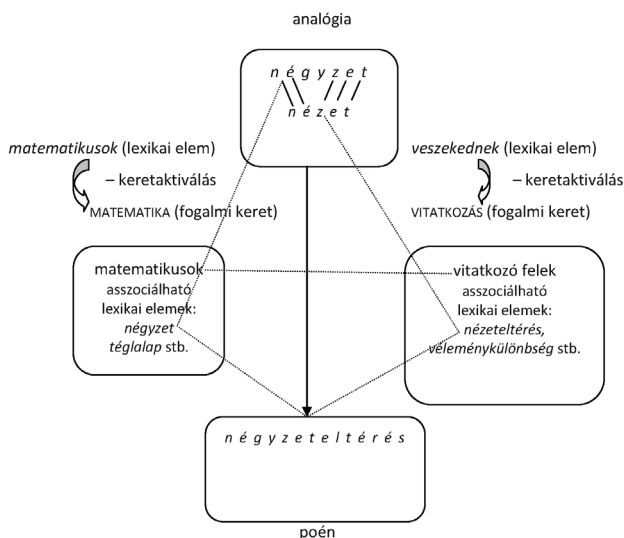 analógia
n é g y z e t
n é z e t
matematikusok (lexikai elem)
– keretaktiválás
MATEMATIKA (fogalmi keret)
veszekednek (lexikai elem)
– keretaktiválás
VITATKOZÁS (fogalmi keret)
matematikusok
asszociálható
lexikai elemek:
négyzet
téglalap stb.
vitatkozó felek
asszociálható
lexikai elemek:
nézeteltérés,
véleménykülönbség stb.
n é g y z e t e l t é r é s
poén